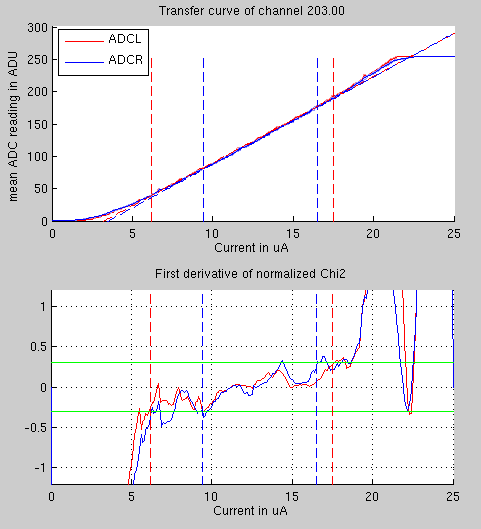 Transfer curve of channel 203.00
300
250
200
150
100
50
0
mean ADC reading in ADU
ADCL
ADCR
0 5 10 15 20 25
Current in uA
First derivative of normalized Chi2
1
0.5
0
-0.5
-1
0 5 10 15 20 25
Current in uA